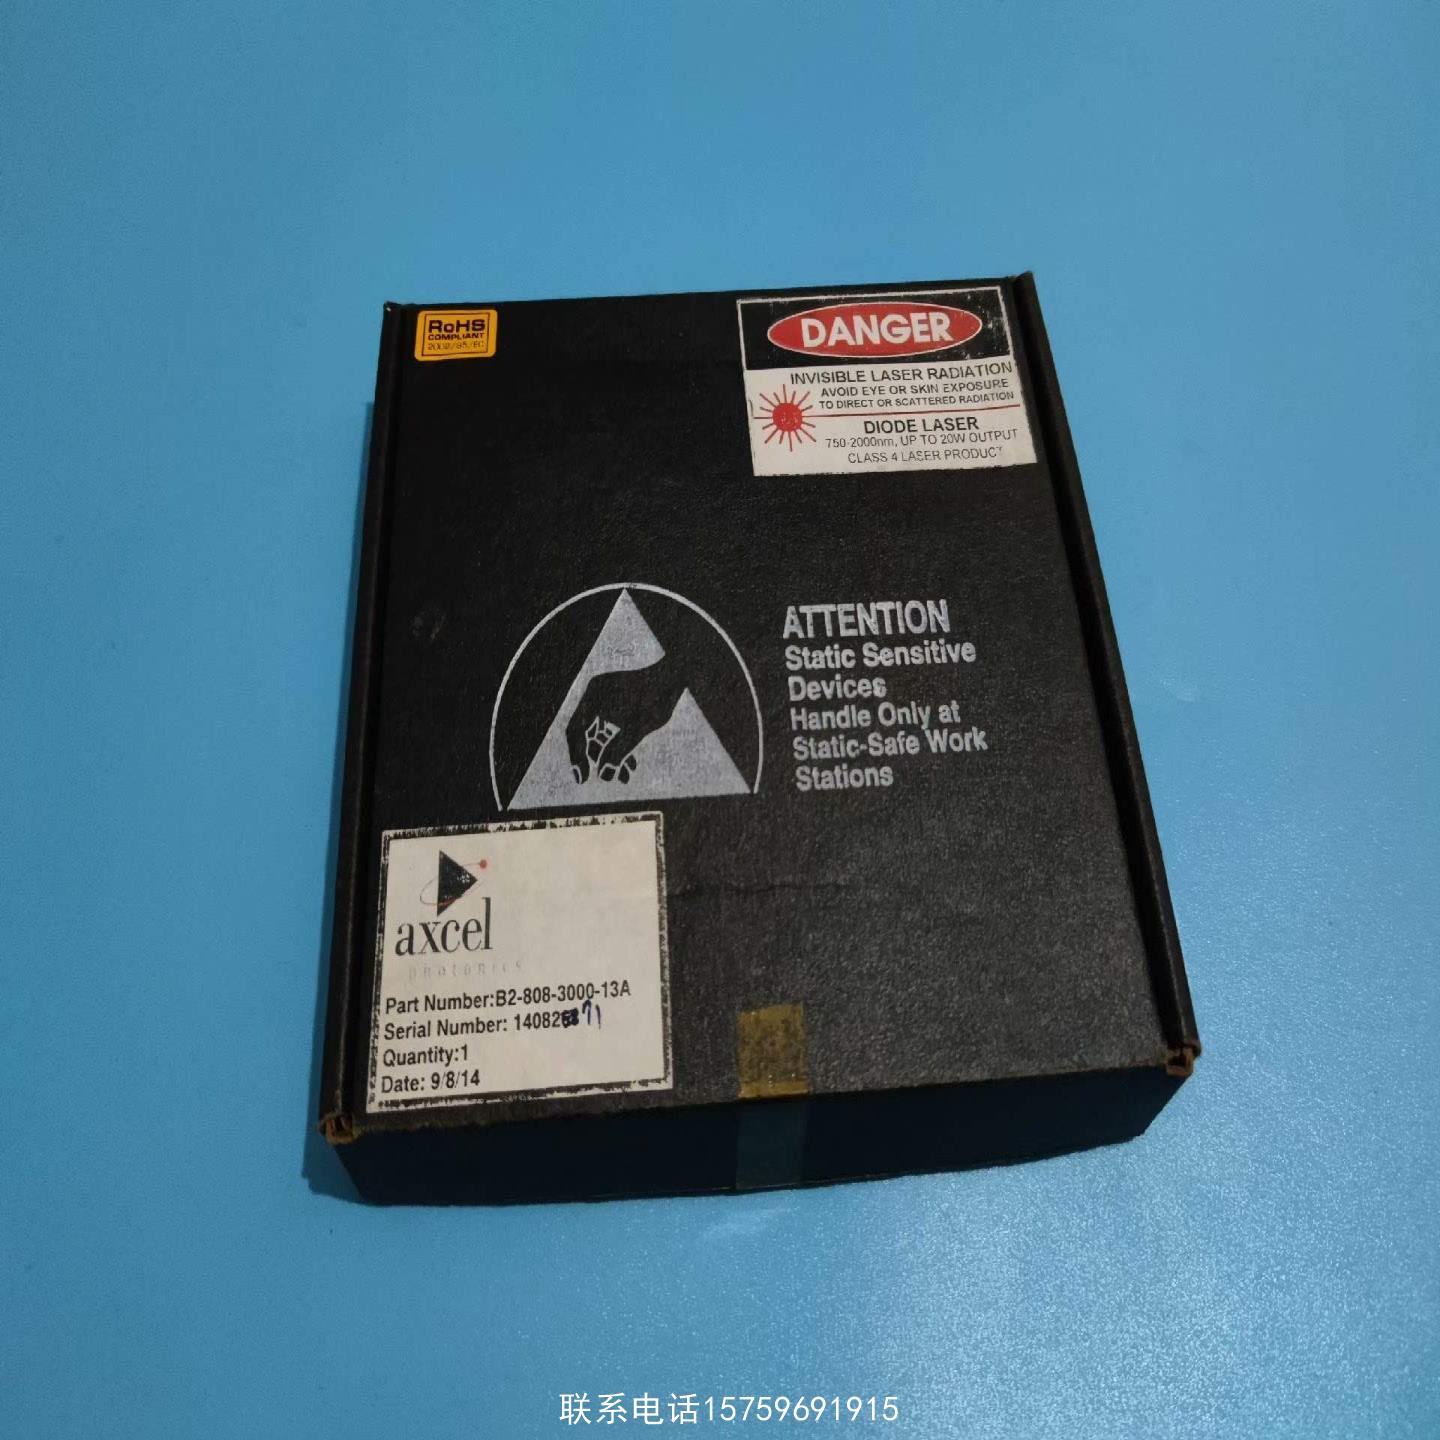 RoHS
COMPLIANT
2002/95/EC
DANGER
INVISIBLE LASER RADIATION
AVOID EYE OR SKIN EXPOSURE
TO DIRECT OR SCATTERED RADIATION
DIODE LASER
750-2000nm, UP TO 20W OUTPUT
CLASS 4 LASER PRODUCT
ATTENTION
Static Sensitive
Devices
Handle Only at
Static-Safe Work
Stations
axcel
photonics
Part Number:B2-808-3000-13A
Serial Number:
Quantity:1
Date: 9/8/14
联系电话15759691915